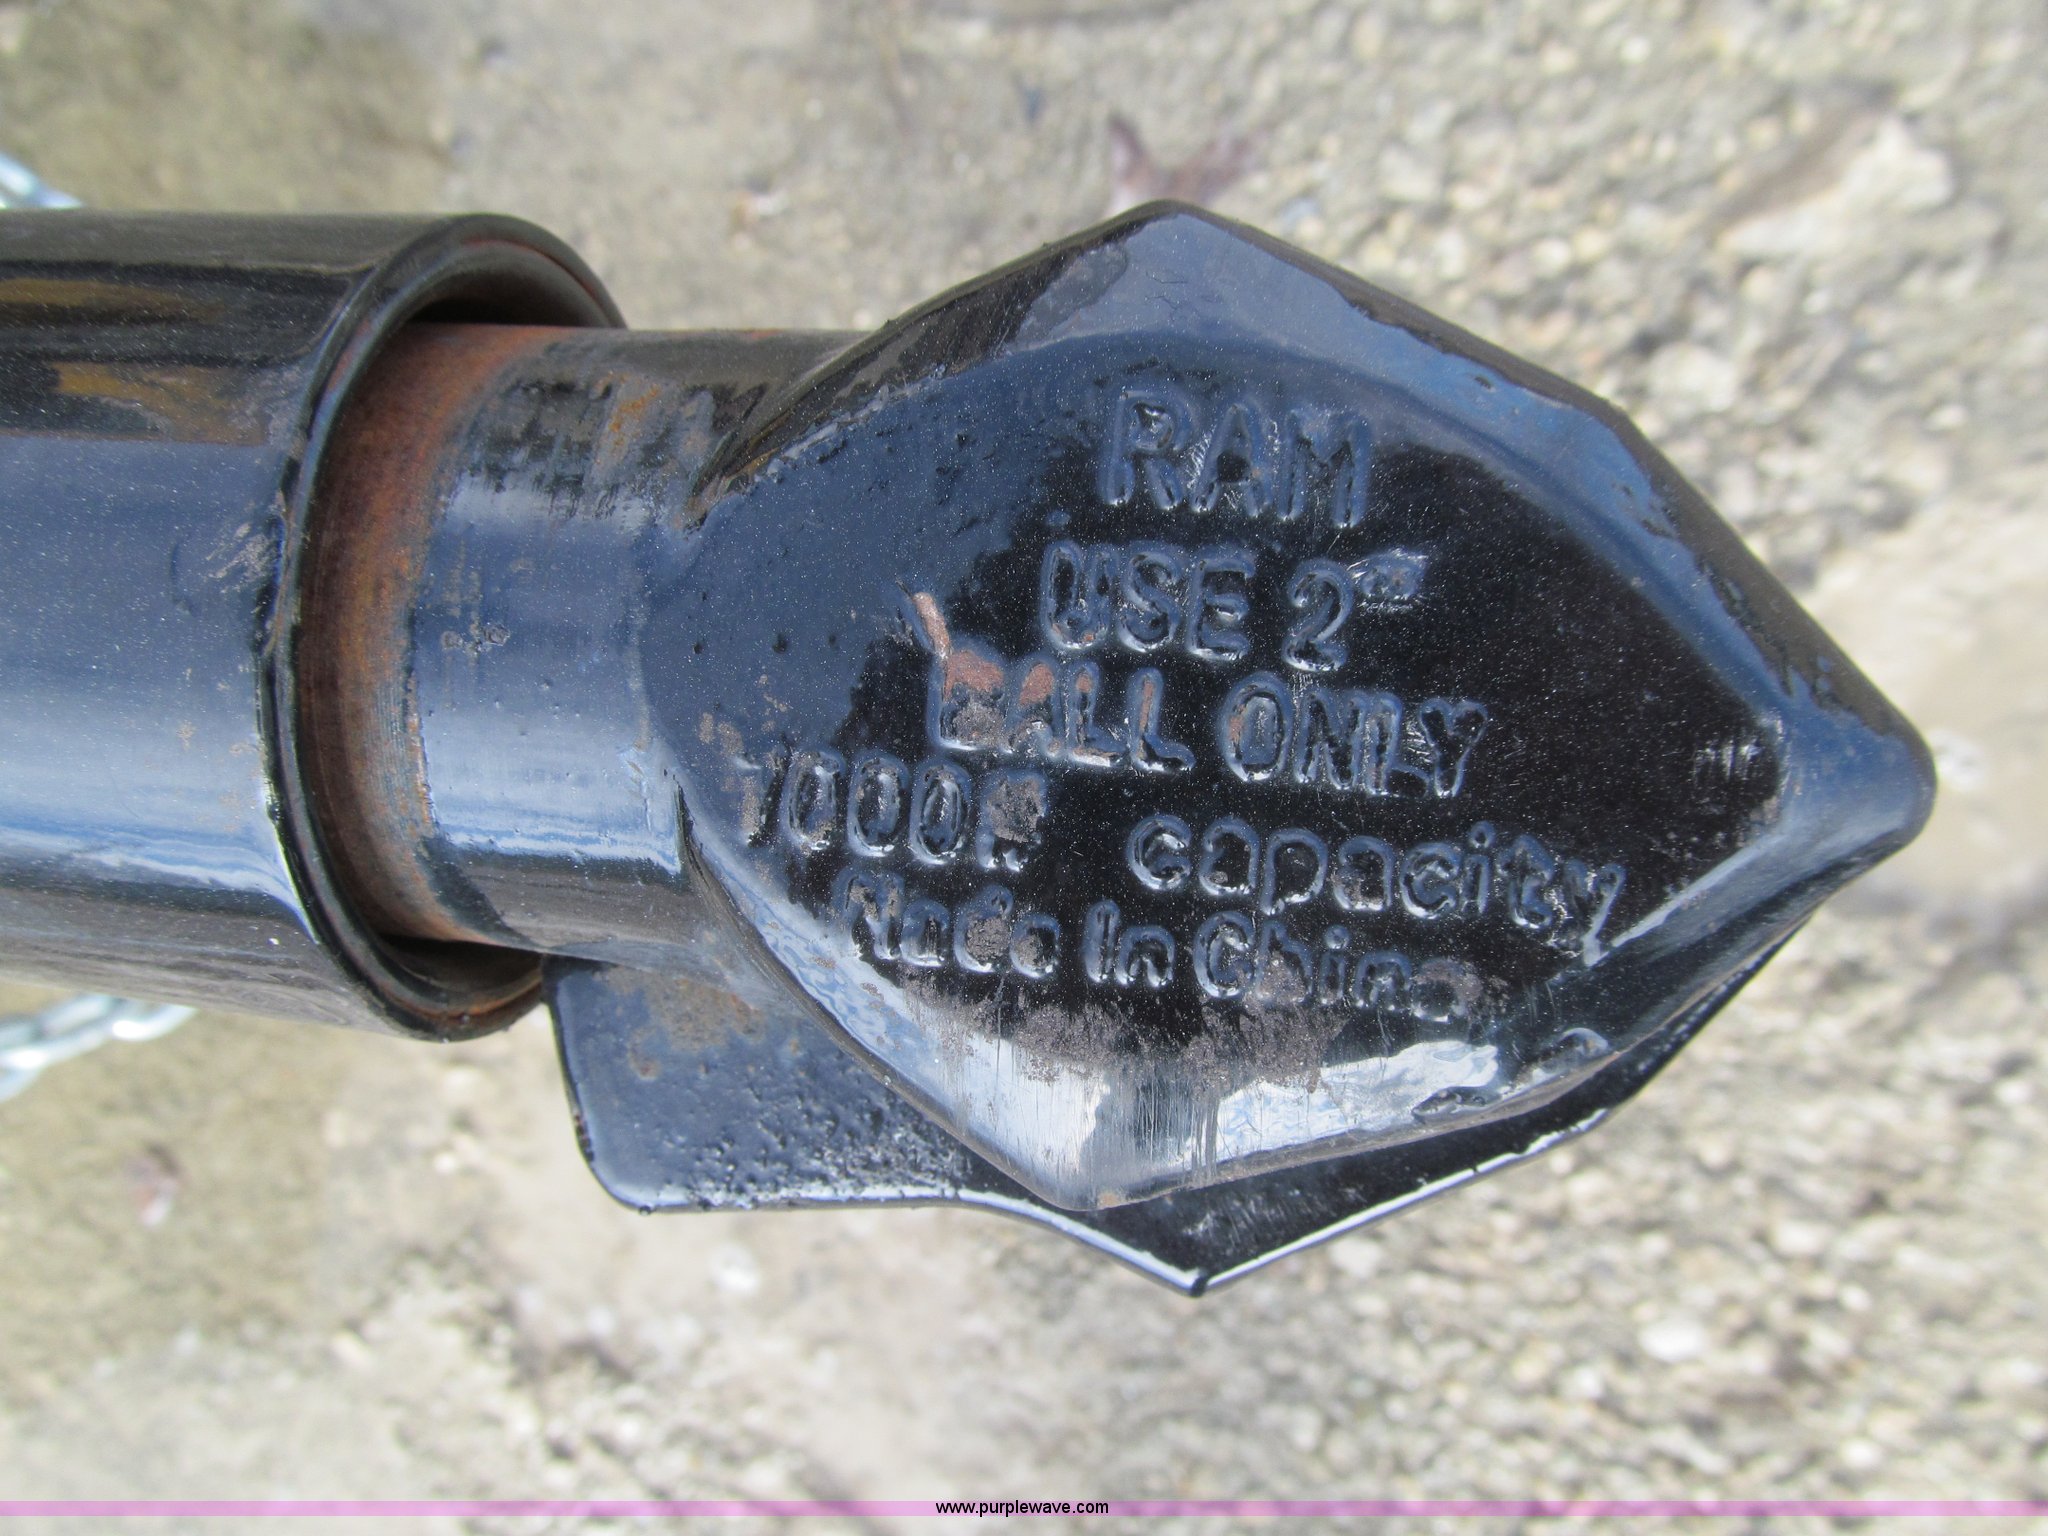 RAM
USE 2"
BALL ONLY
7000# capacity
Made In China
www.purplewave.com